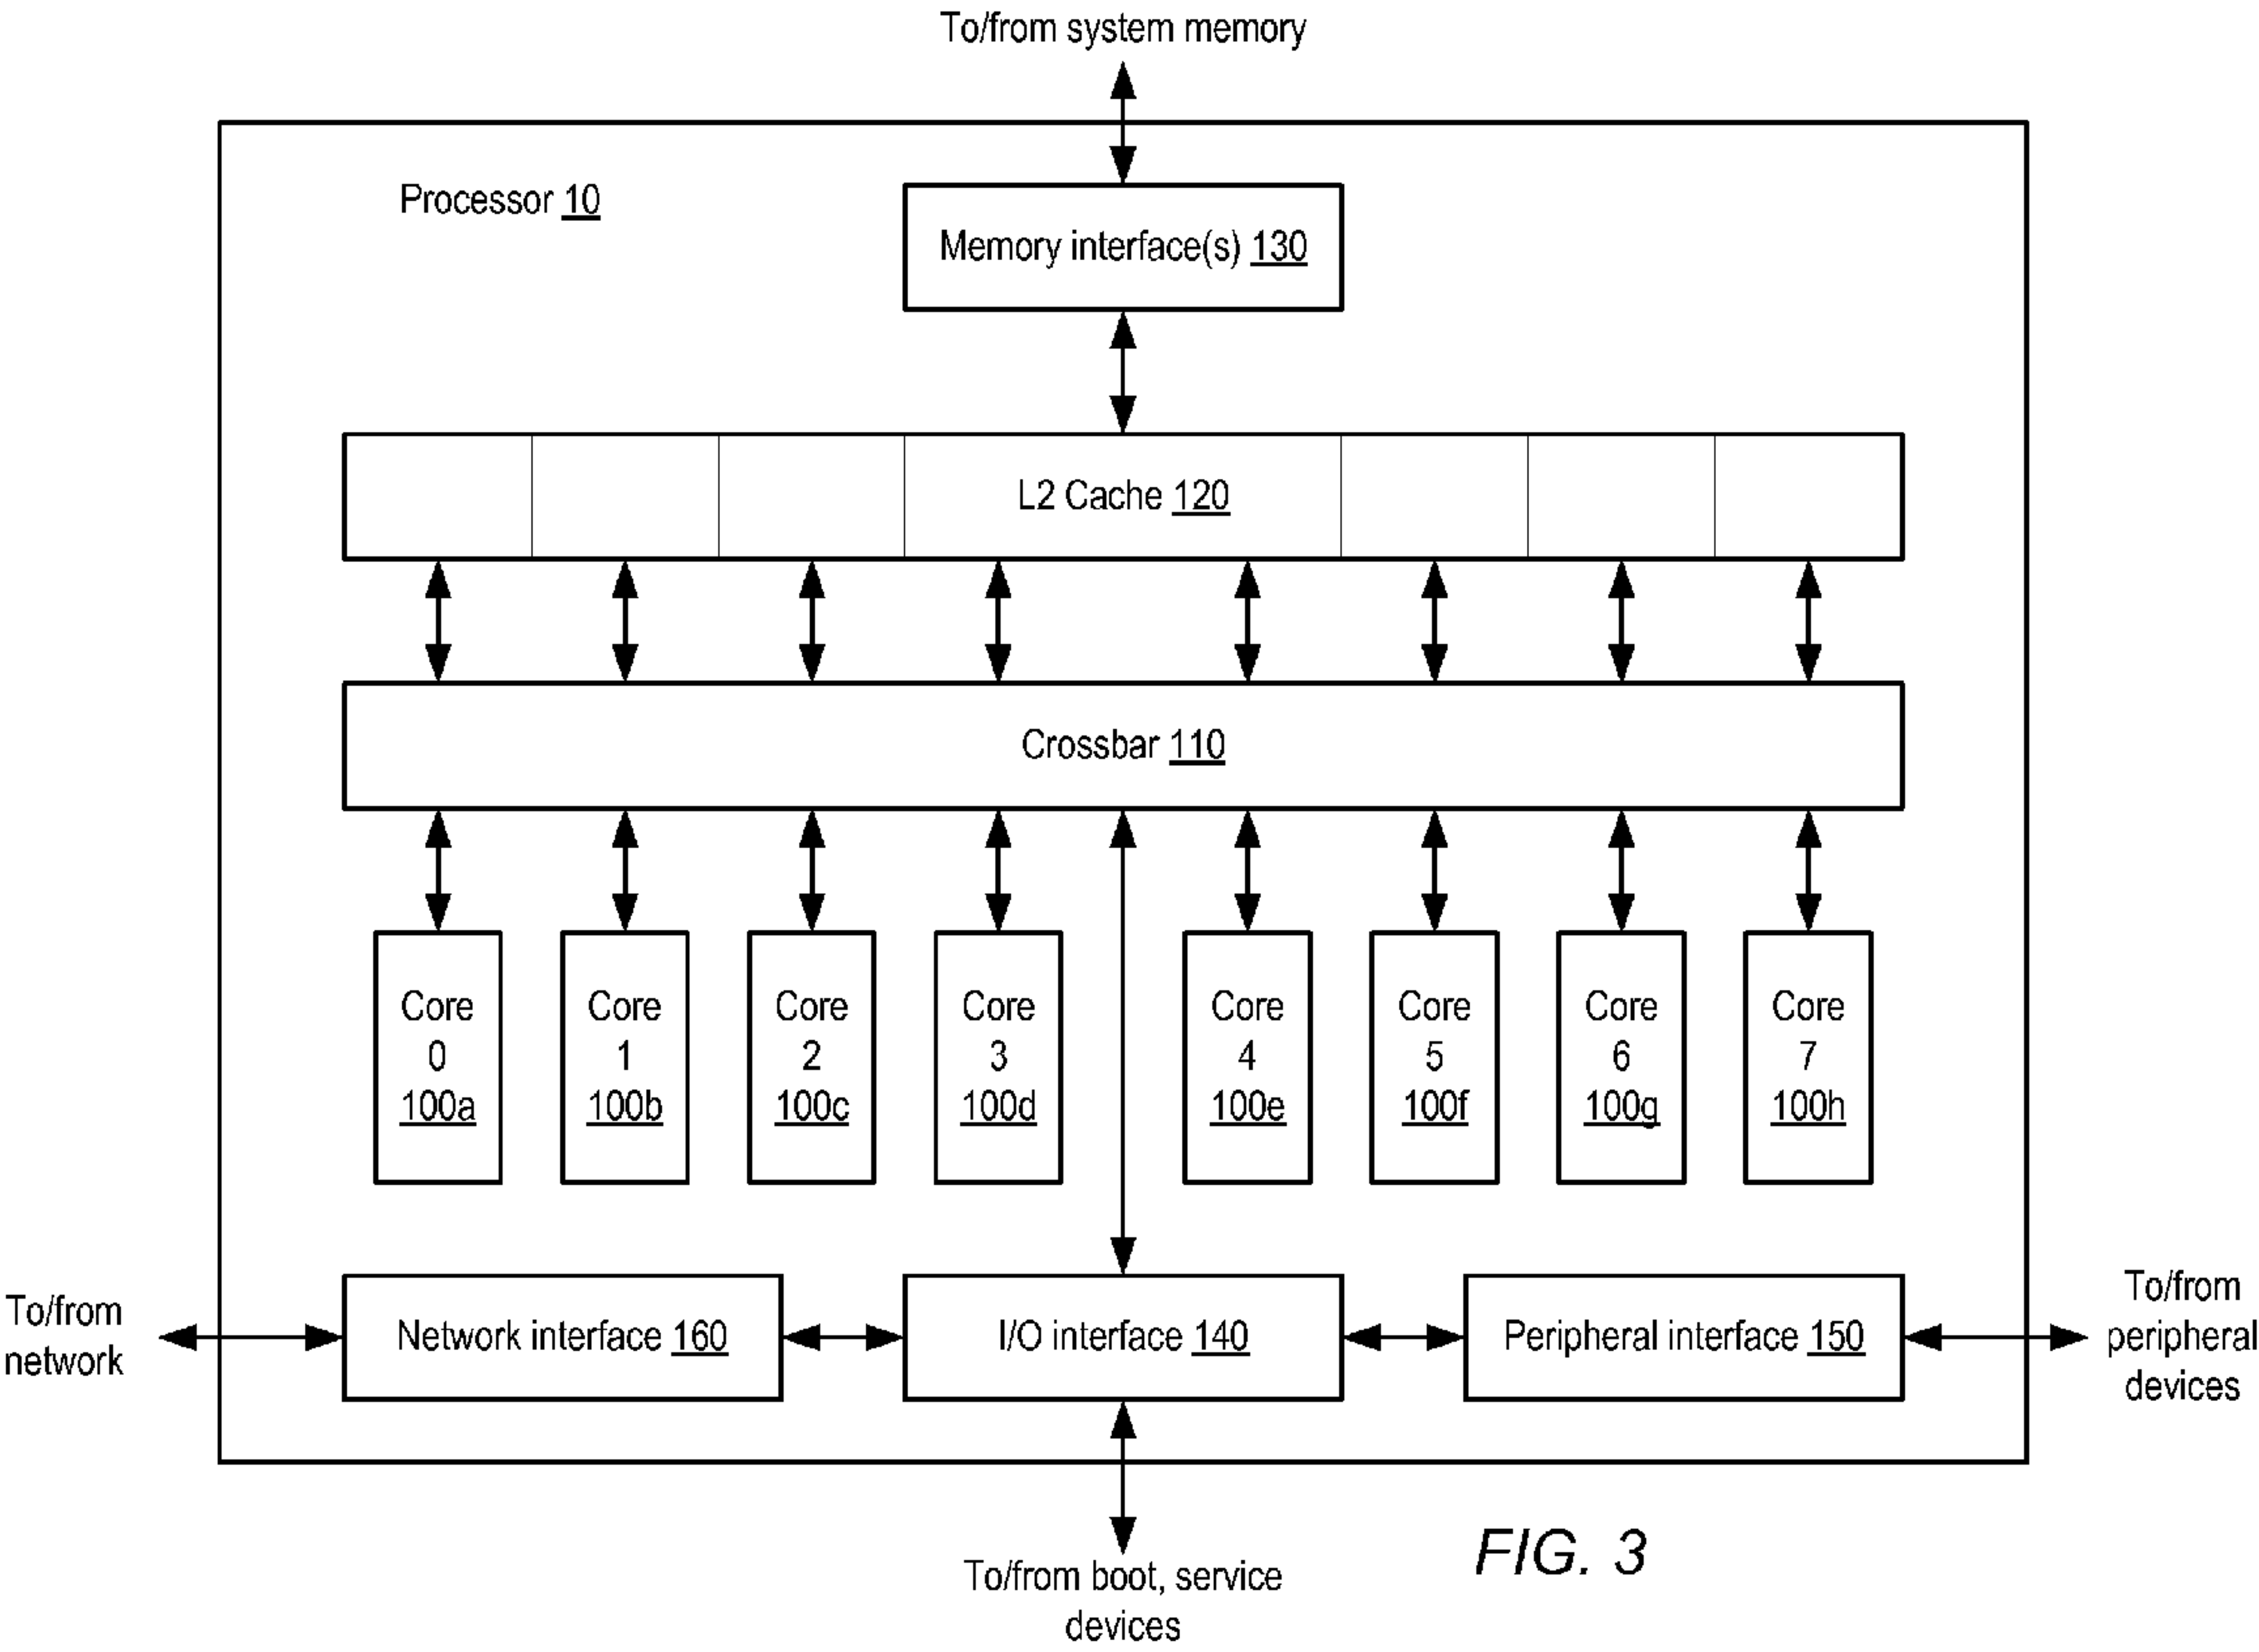 To/from system memory
Processor 10
Memory interface(s) 130
L2 Cache 120
Crossbar 110
Core
0
100a
Core
1
100b
Core
2
100c
Core
3
100d
Core
4
100e
Core
5
100f
Core
6
100g
Core
7
100h
To/from
network
Network interface 160
I/O interface 140
Peripheral interface 150
To/from
peripheral
devices
To/from boot, service
devices
FIG. 3